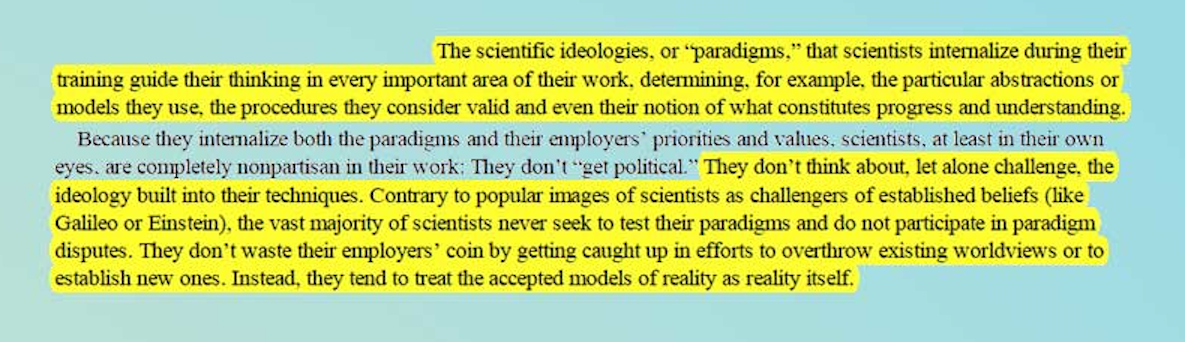 The scientific ideologies, or “paradigms,” that scientists internalize during their
training guide their thinking in every important area of their work, determining, for example, the particular abstractions or
models they use, the procedures they consider valid and even their notion of what constitutes progress and understanding.
Because they internalize both the paradigms and their employers’ priorities and values, scientists, at least in their own
eyes, are completely nonpartisan in their work: They don’t “get political.” They don’t think about, let alone challenge, the
ideology built into their techniques. Contrary to popular images of scientists as challengers of established beliefs (like
Galileo or Einstein), the vast majority of scientists never seek to test their paradigms and do not participate in paradigm
disputes. They don’t waste their employers’ coin by getting caught up in efforts to overthrow existing worldviews or to
establish new ones. Instead, they tend to treat the accepted models of reality as reality itself.